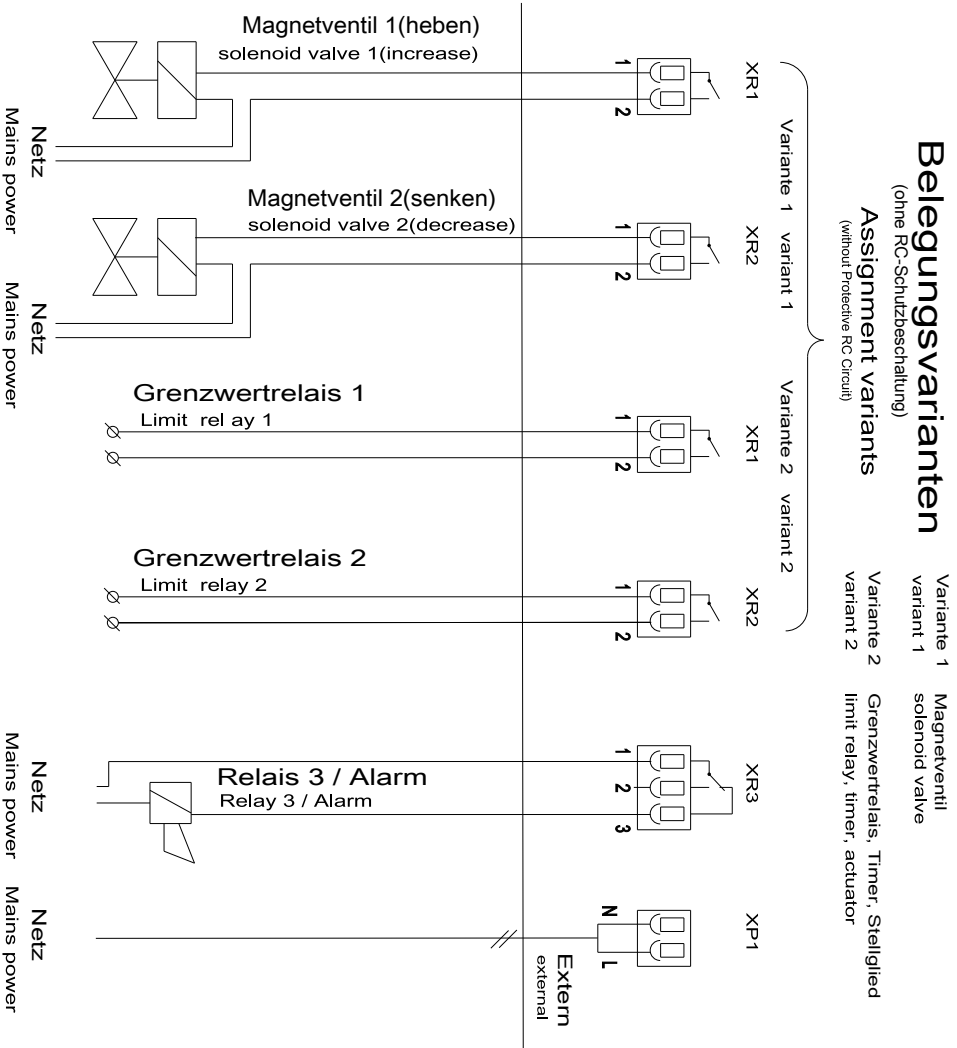 Belegungsvarianten
(ohne RC-Schutzbeschaltung)
Assignment variants
(without Protective RC Circuit)
Variante 1 Magnetventil
variant 1 solenoid valve
Variante 2 Grenzwertrelais, Timer, Stellglied
variant 2 limit relay, timer, actuator
Variante 1 variant 1
Variante 2 variant 2
XR1
1
2
Magnetventil 1(heben)
solenoid valve 1(increase)
Netz
Mains power
XR2
1
2
Magnetventil 2(senken)
solenoid valve 2(decrease)
Netz
Mains power
XR1
1
2
Grenzwertrelais 1
Limit rel ay 1
XR2
1
2
Grenzwertrelais 2
Limit relay 2
XR3
1
2
3
Relais 3 / Alarm
Relay 3 / Alarm
Netz
Mains power
XP1
N
L
Extern
external
Netz
Mains power